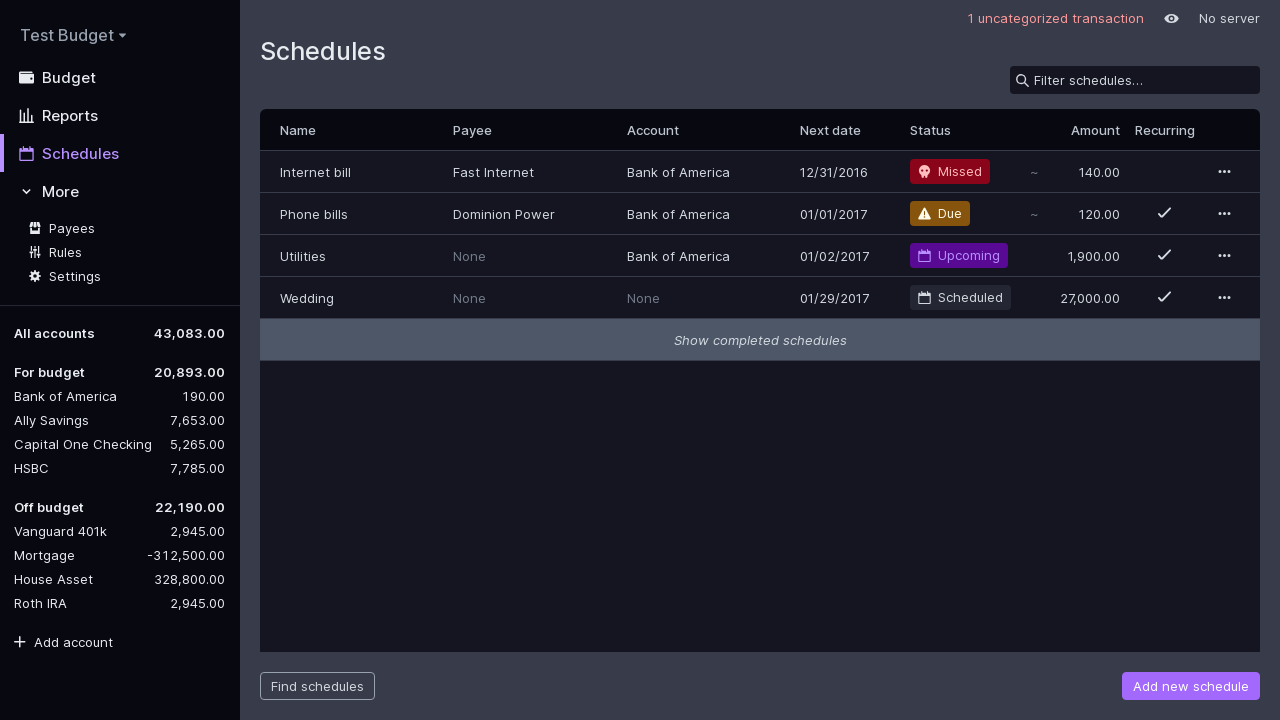 Test Budget
Budget
Reports
Schedules
More
Payees
Rules
Settings
All accounts 43,083.00
For budget 20,893.00
Bank of America 190.00
Ally Savings 7,653.00
Capital One Checking 5,265.00
HSBC 7,785.00
Off budget 22,190.00
Vanguard 401k 2,945.00
Mortgage -312,500.00
House Asset 328,800.00
Roth IRA 2,945.00
Add account
1 uncategorized transaction No server
Schedules
Filter schedules…
Name Payee Account Next date Status Amount Recurring
Internet bill Fast Internet Bank of America 12/31/2016 Missed ~ 140.00
Phone bills Dominion Power Bank of America 01/01/2017 Due ~ 120.00
Utilities None Bank of America 01/02/2017 Upcoming 1,900.00
Wedding None None 01/29/2017 Scheduled 27,000.00
Show completed schedules
Find schedules Add new schedule